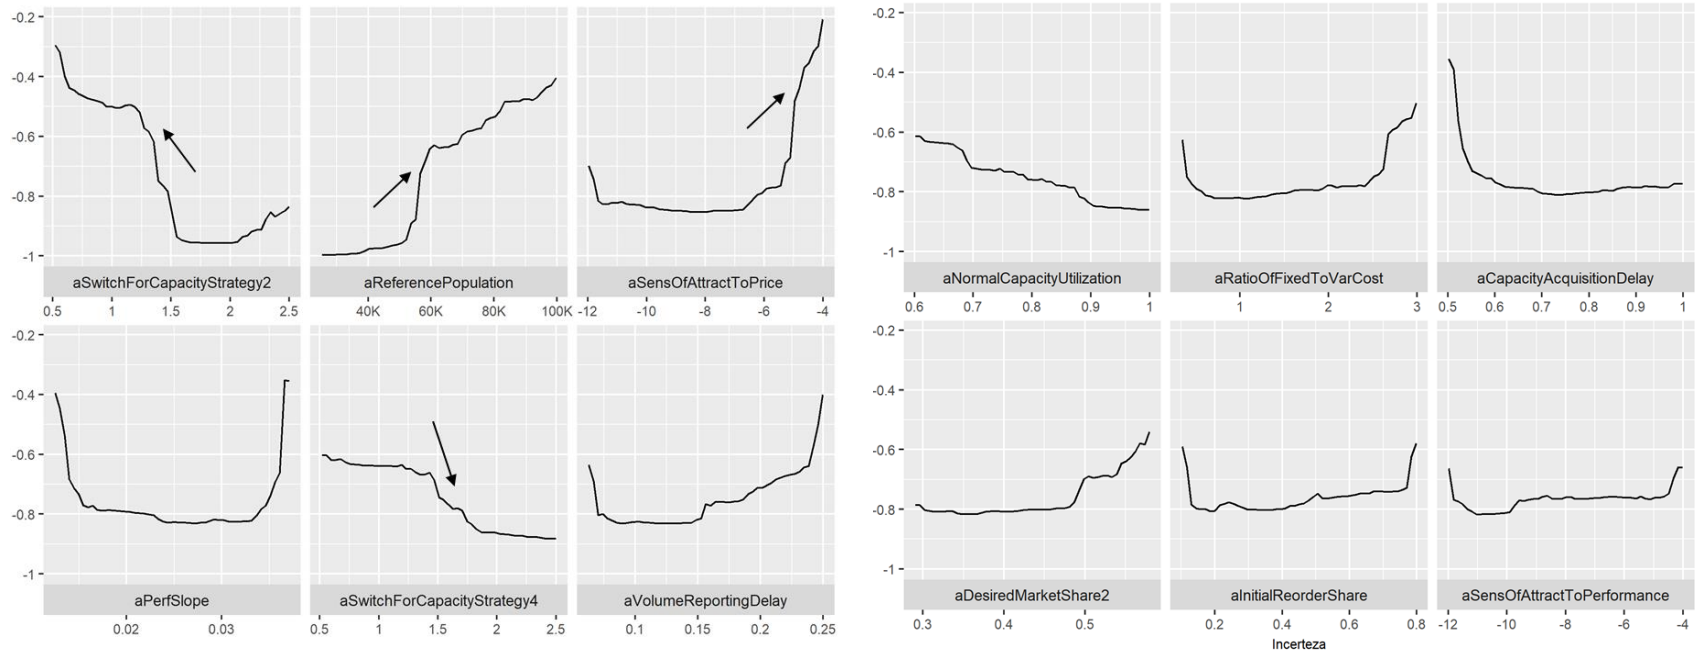 -0.2
-0.4
-0.6
-0.8
-1
aSwitchForCapacityStrategy2 aReferencePopulation aSensOfAttractToPrice
0.5 1 1.5 2 2.5 40K 60K 80K 100K -12 -10 -8 -6 -4
-0.2
-0.4
-0.6
-0.8
-1
aPerfSlope aSwitchForCapacityStrategy4 aVolumeReportingDelay
0.02 0.03 0.5 1 1.5 2 2.5 0.1 0.15 0.2 0.25
-0.2
-0.4
-0.6
-0.8
-1
aNormalCapacityUtilization aRatioOfFixedToVarCost aCapacityAcquisitionDelay
0.6 0.7 0.8 0.9 1 1 2 3 0.5 0.6 0.7 0.8 0.9 1
-0.2
-0.4
-0.6
-0.8
-1
aDesiredMarketShare2 aInitialReorderShare aSensOfAttractToPerformance
0.3 0.4 0.5 0.2 0.4 0.6 0.8 -12 -10 -8 -6 -4
Incerteza